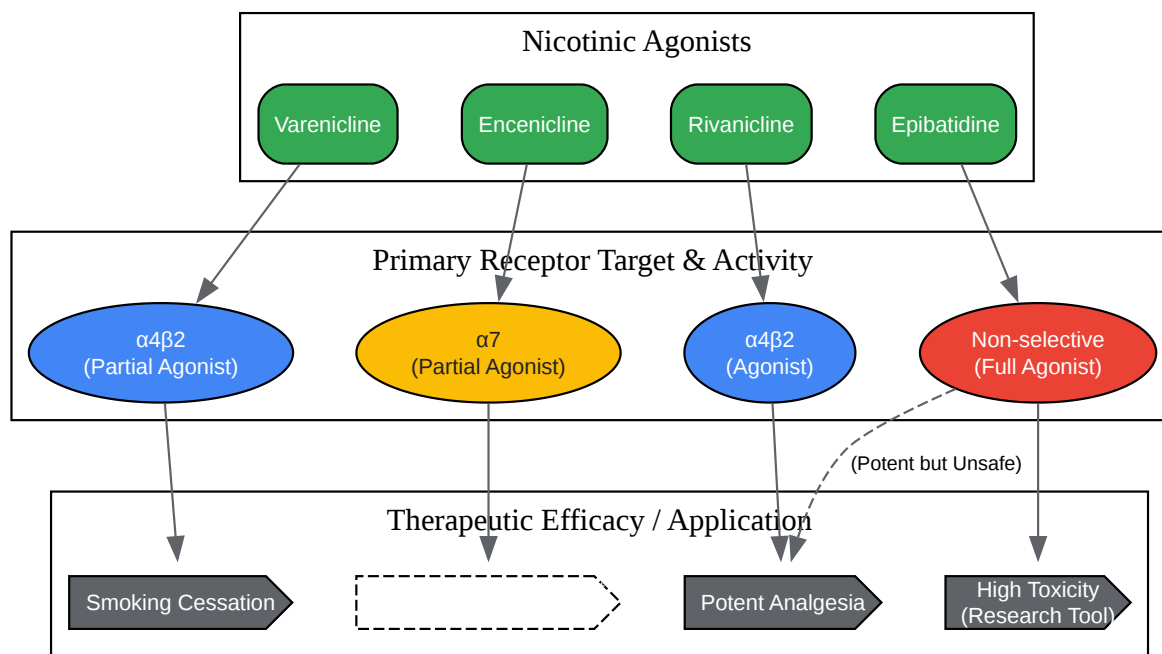 Nicotinic Agonists
Varenicline
Encenicline
Rivanicline
Epibatidine
Primary Receptor Target & Activity
α4β2
(Partial Agonist)
α7
(Partial Agonist)
α4β2
(Agonist)
Non-selective
(Full Agonist)
(Potent but Unsafe)
Therapeutic Efficacy / Application
Smoking Cessation
Potent Analgesia
High Toxicity
(Research Tool)